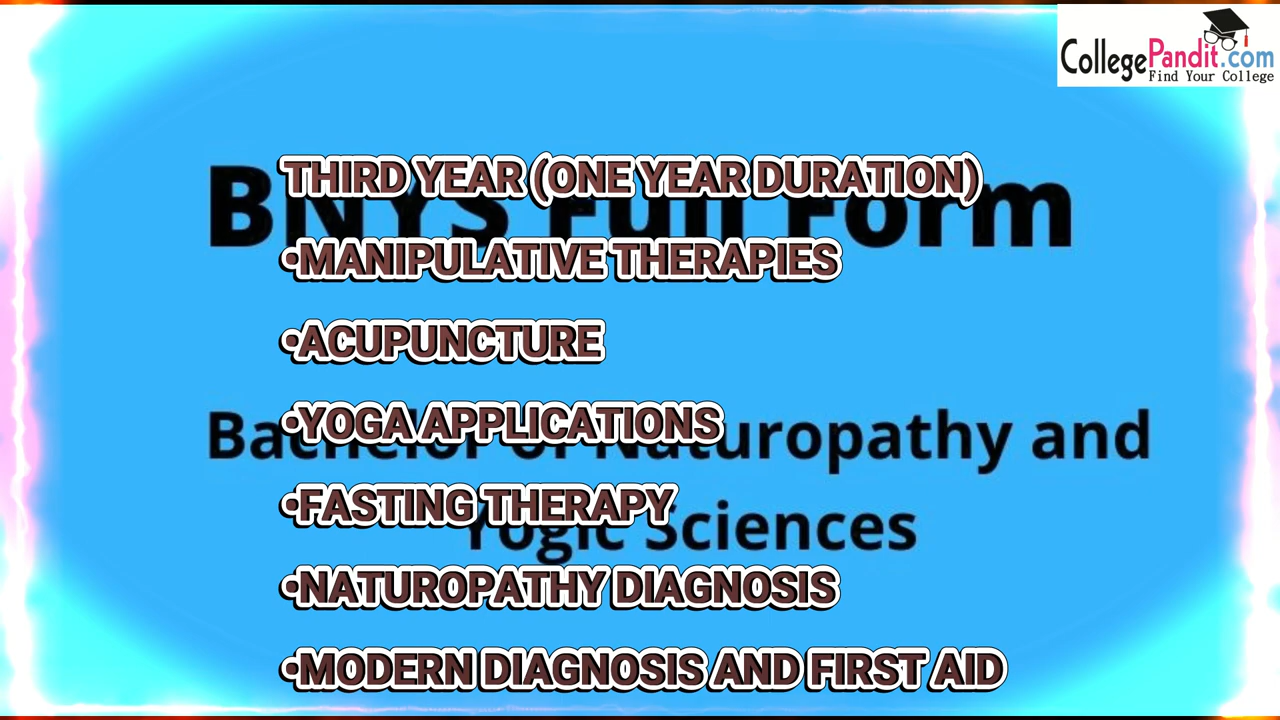 CollegePandit.com
Find Your College
BNYS Full Form
THIRD YEAR (ONE YEAR DURATION)
•MANIPULATIVE THERAPIES
•ACUPUNCTURE
Bachelor of Naturopathy and
•YOGA APPLICATIONS
•FASTING THERAPY
Yogic Sciences
•NATUROPATHY DIAGNOSIS
•MODERN DIAGNOSIS AND FIRST AID